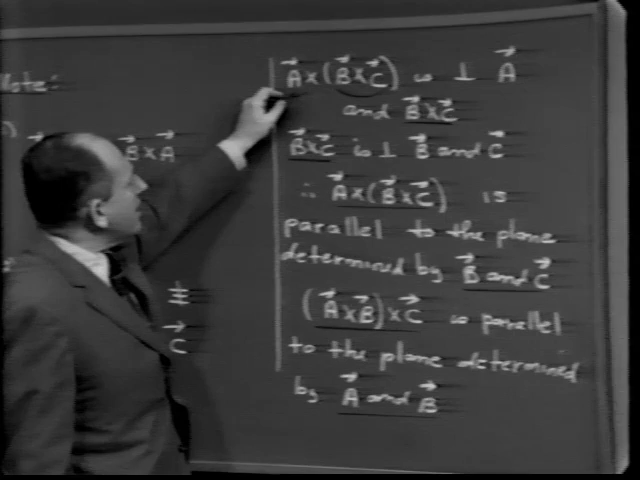 Note:
B⃗×A⃗
≠
C⃗
A⃗×(B⃗×C⃗) is ⊥ A⃗
and B⃗×C⃗
B⃗×C⃗ is ⊥ B⃗ and C⃗
∴ A⃗×(B⃗×C⃗) is
parallel to the plane
determined by B⃗ and C⃗
(A⃗×B⃗)×C⃗ is parallel
to the plane determined
by A⃗ and B⃗